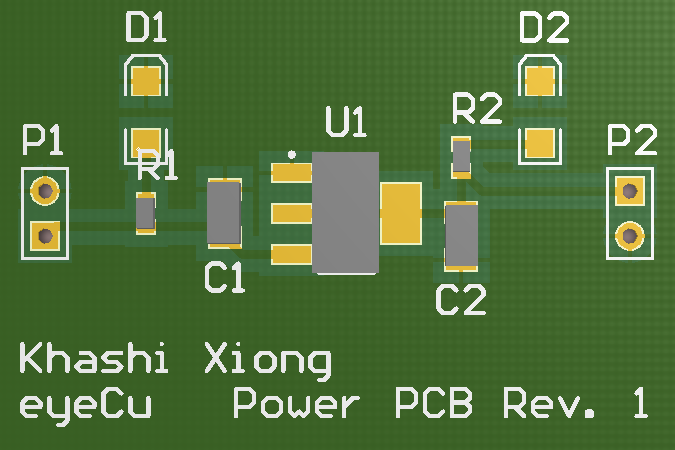 D1
D2
R2
U1
P1
P2
R1
C1
C2
Khashi Xiong
eyeCu Power PCB Rev. 1